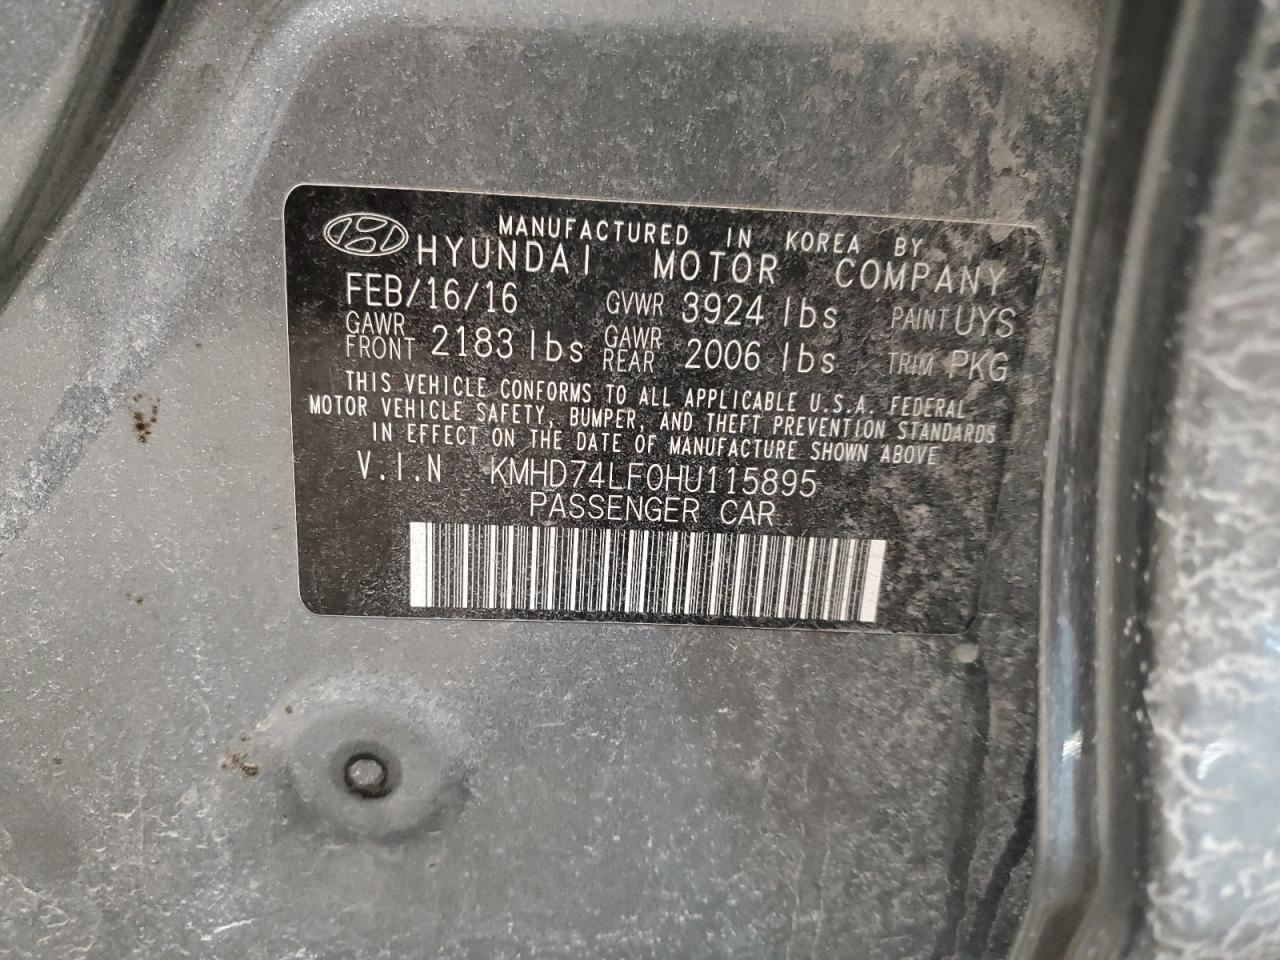 MANUFACTURED IN KOREA BY
HYUNDAI MOTOR COMPANY
FEB/16/16 GVWR 3924 lbs PAINT UYS
GAWR FRONT 2183 lbs GAWR REAR 2006 lbs TRIM PKG
THIS VEHICLE CONFORMS TO ALL APPLICABLE U.S.A. FEDERAL
MOTOR VEHICLE SAFETY, BUMPER, AND THEFT PREVENTION STANDARDS
IN EFFECT ON THE DATE OF MANUFACTURE SHOWN ABOVE
V.I.N KMHD74LF0HU115895
PASSENGER CAR